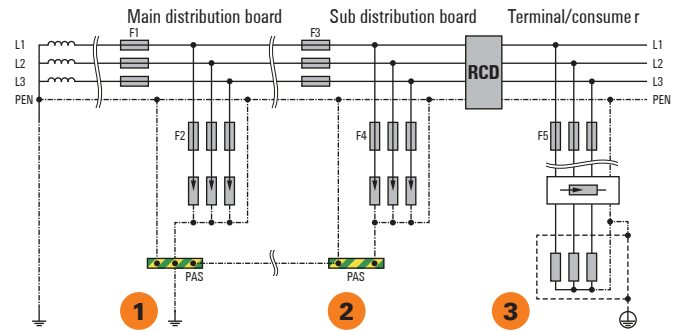 Main distribution board Sub distribution board Terminal/consume r
F1 F3
L1 L1
L2 L2
L3 L3
RCD
PEN PEN
F2 F4 F5
PAS PAS
1 2 3